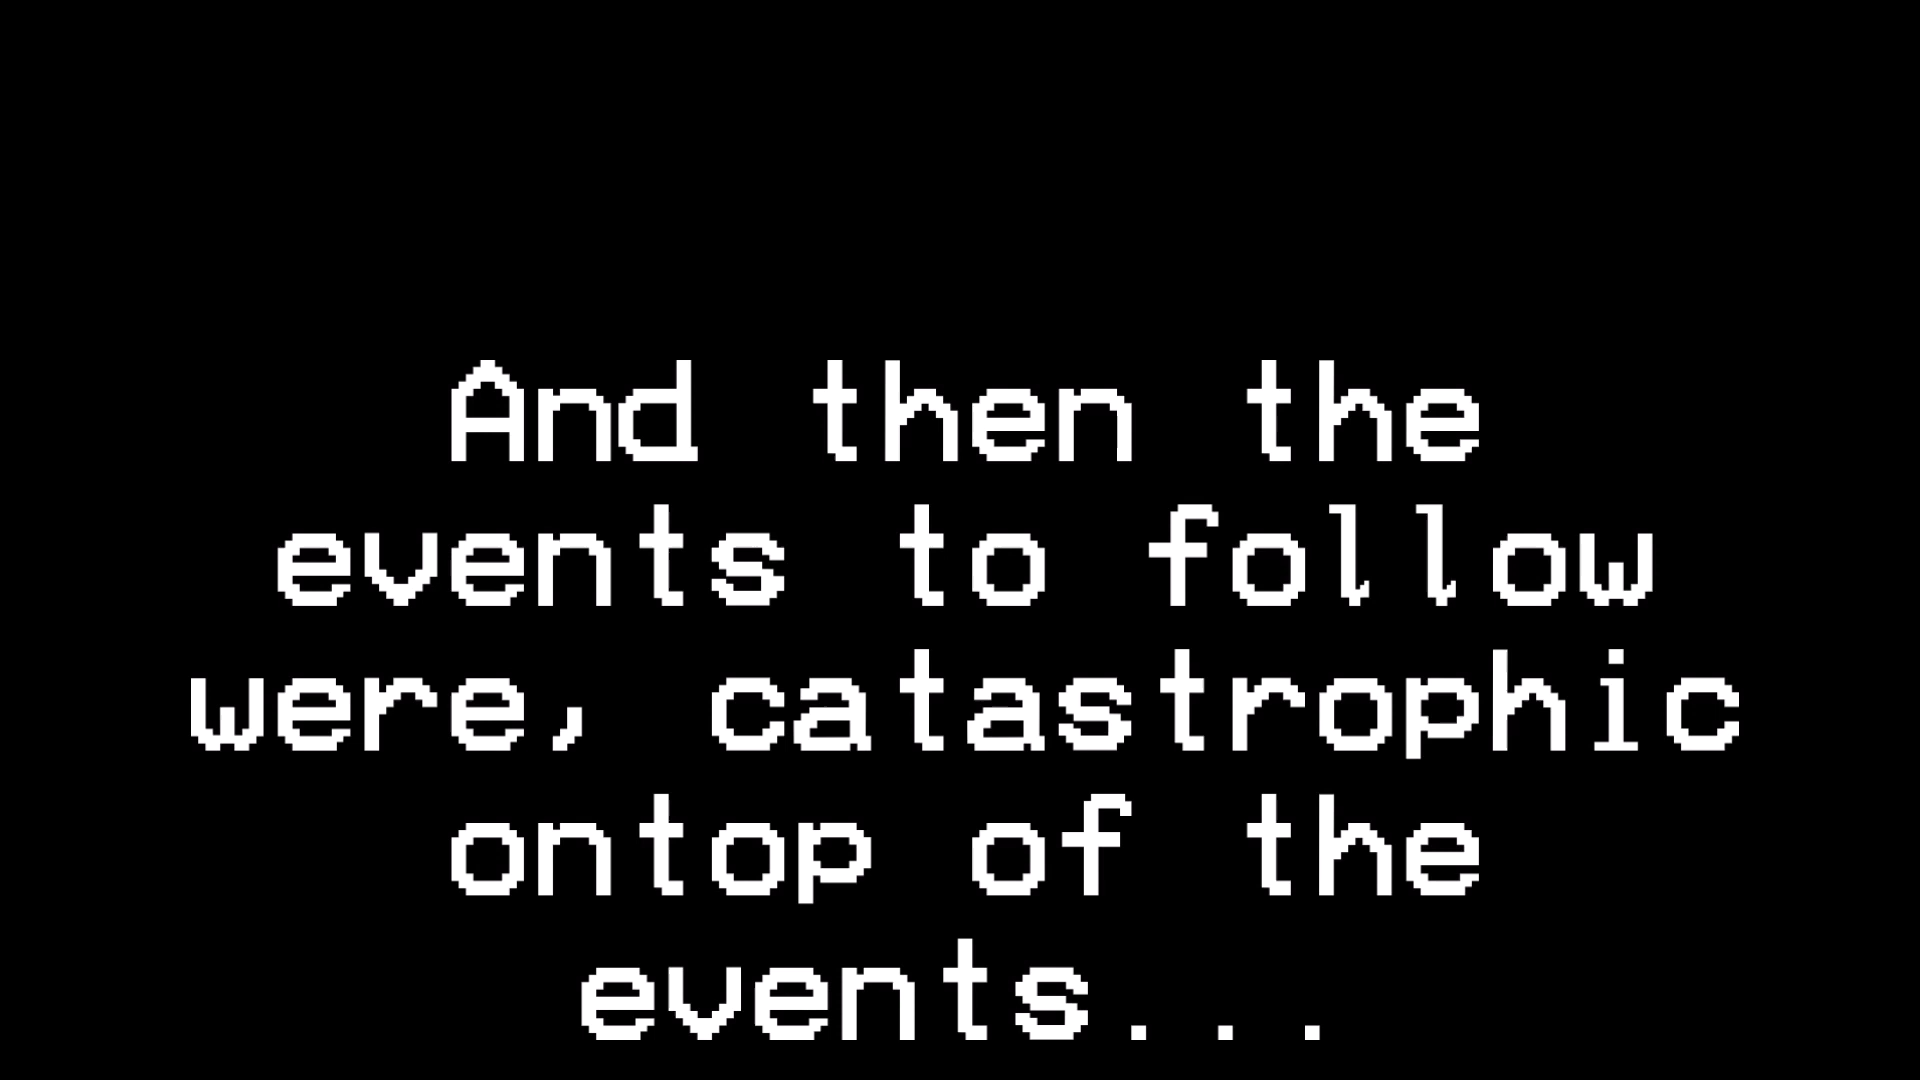 And then the
events to follow
were, catastrophic
ontop of the
events...